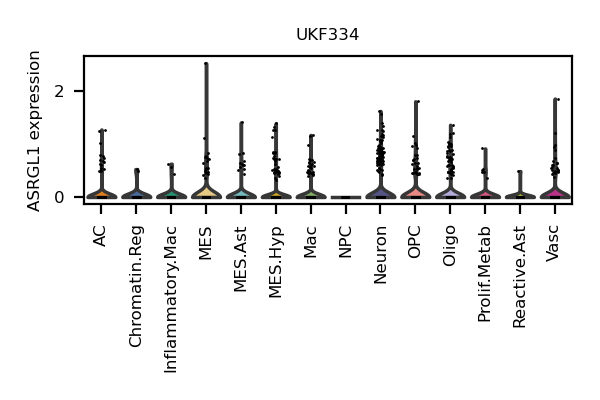 UKF334
ASRGL1 expression
2
0
AC
Chromatin.Reg
Inflammatory.Mac
MES
MES.Ast
MES.Hyp
Mac
NPC
Neuron
OPC
Oligo
Prolif.Metab
Reactive.Ast
Vasc